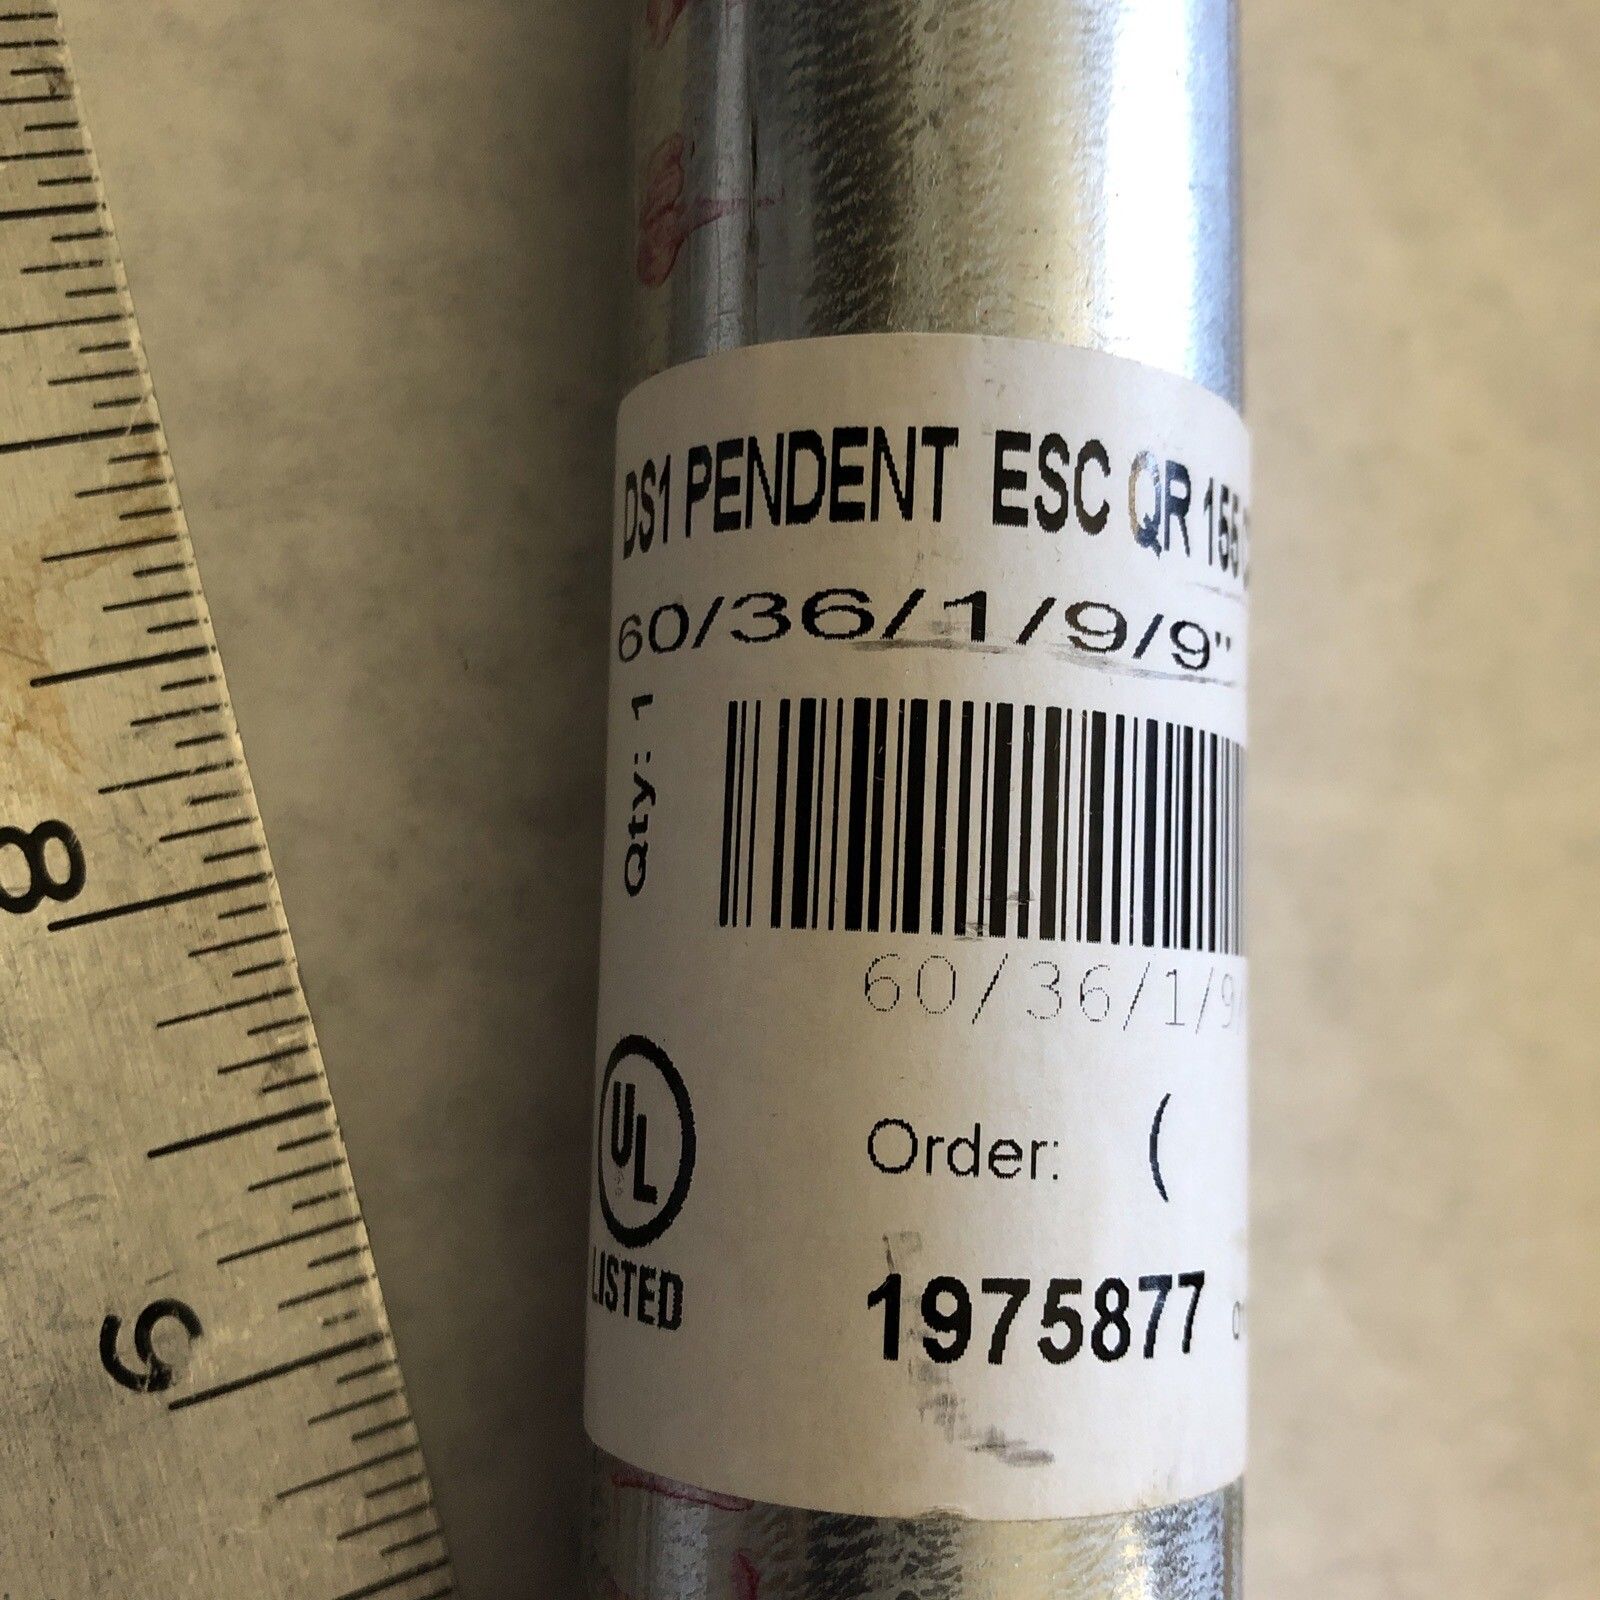 DS1 PENDENT ESC QR 155
60/36/1/9/9"
Qty: 1
60/36/1/9
UL
LISTED
Order: (
1975877
8
9